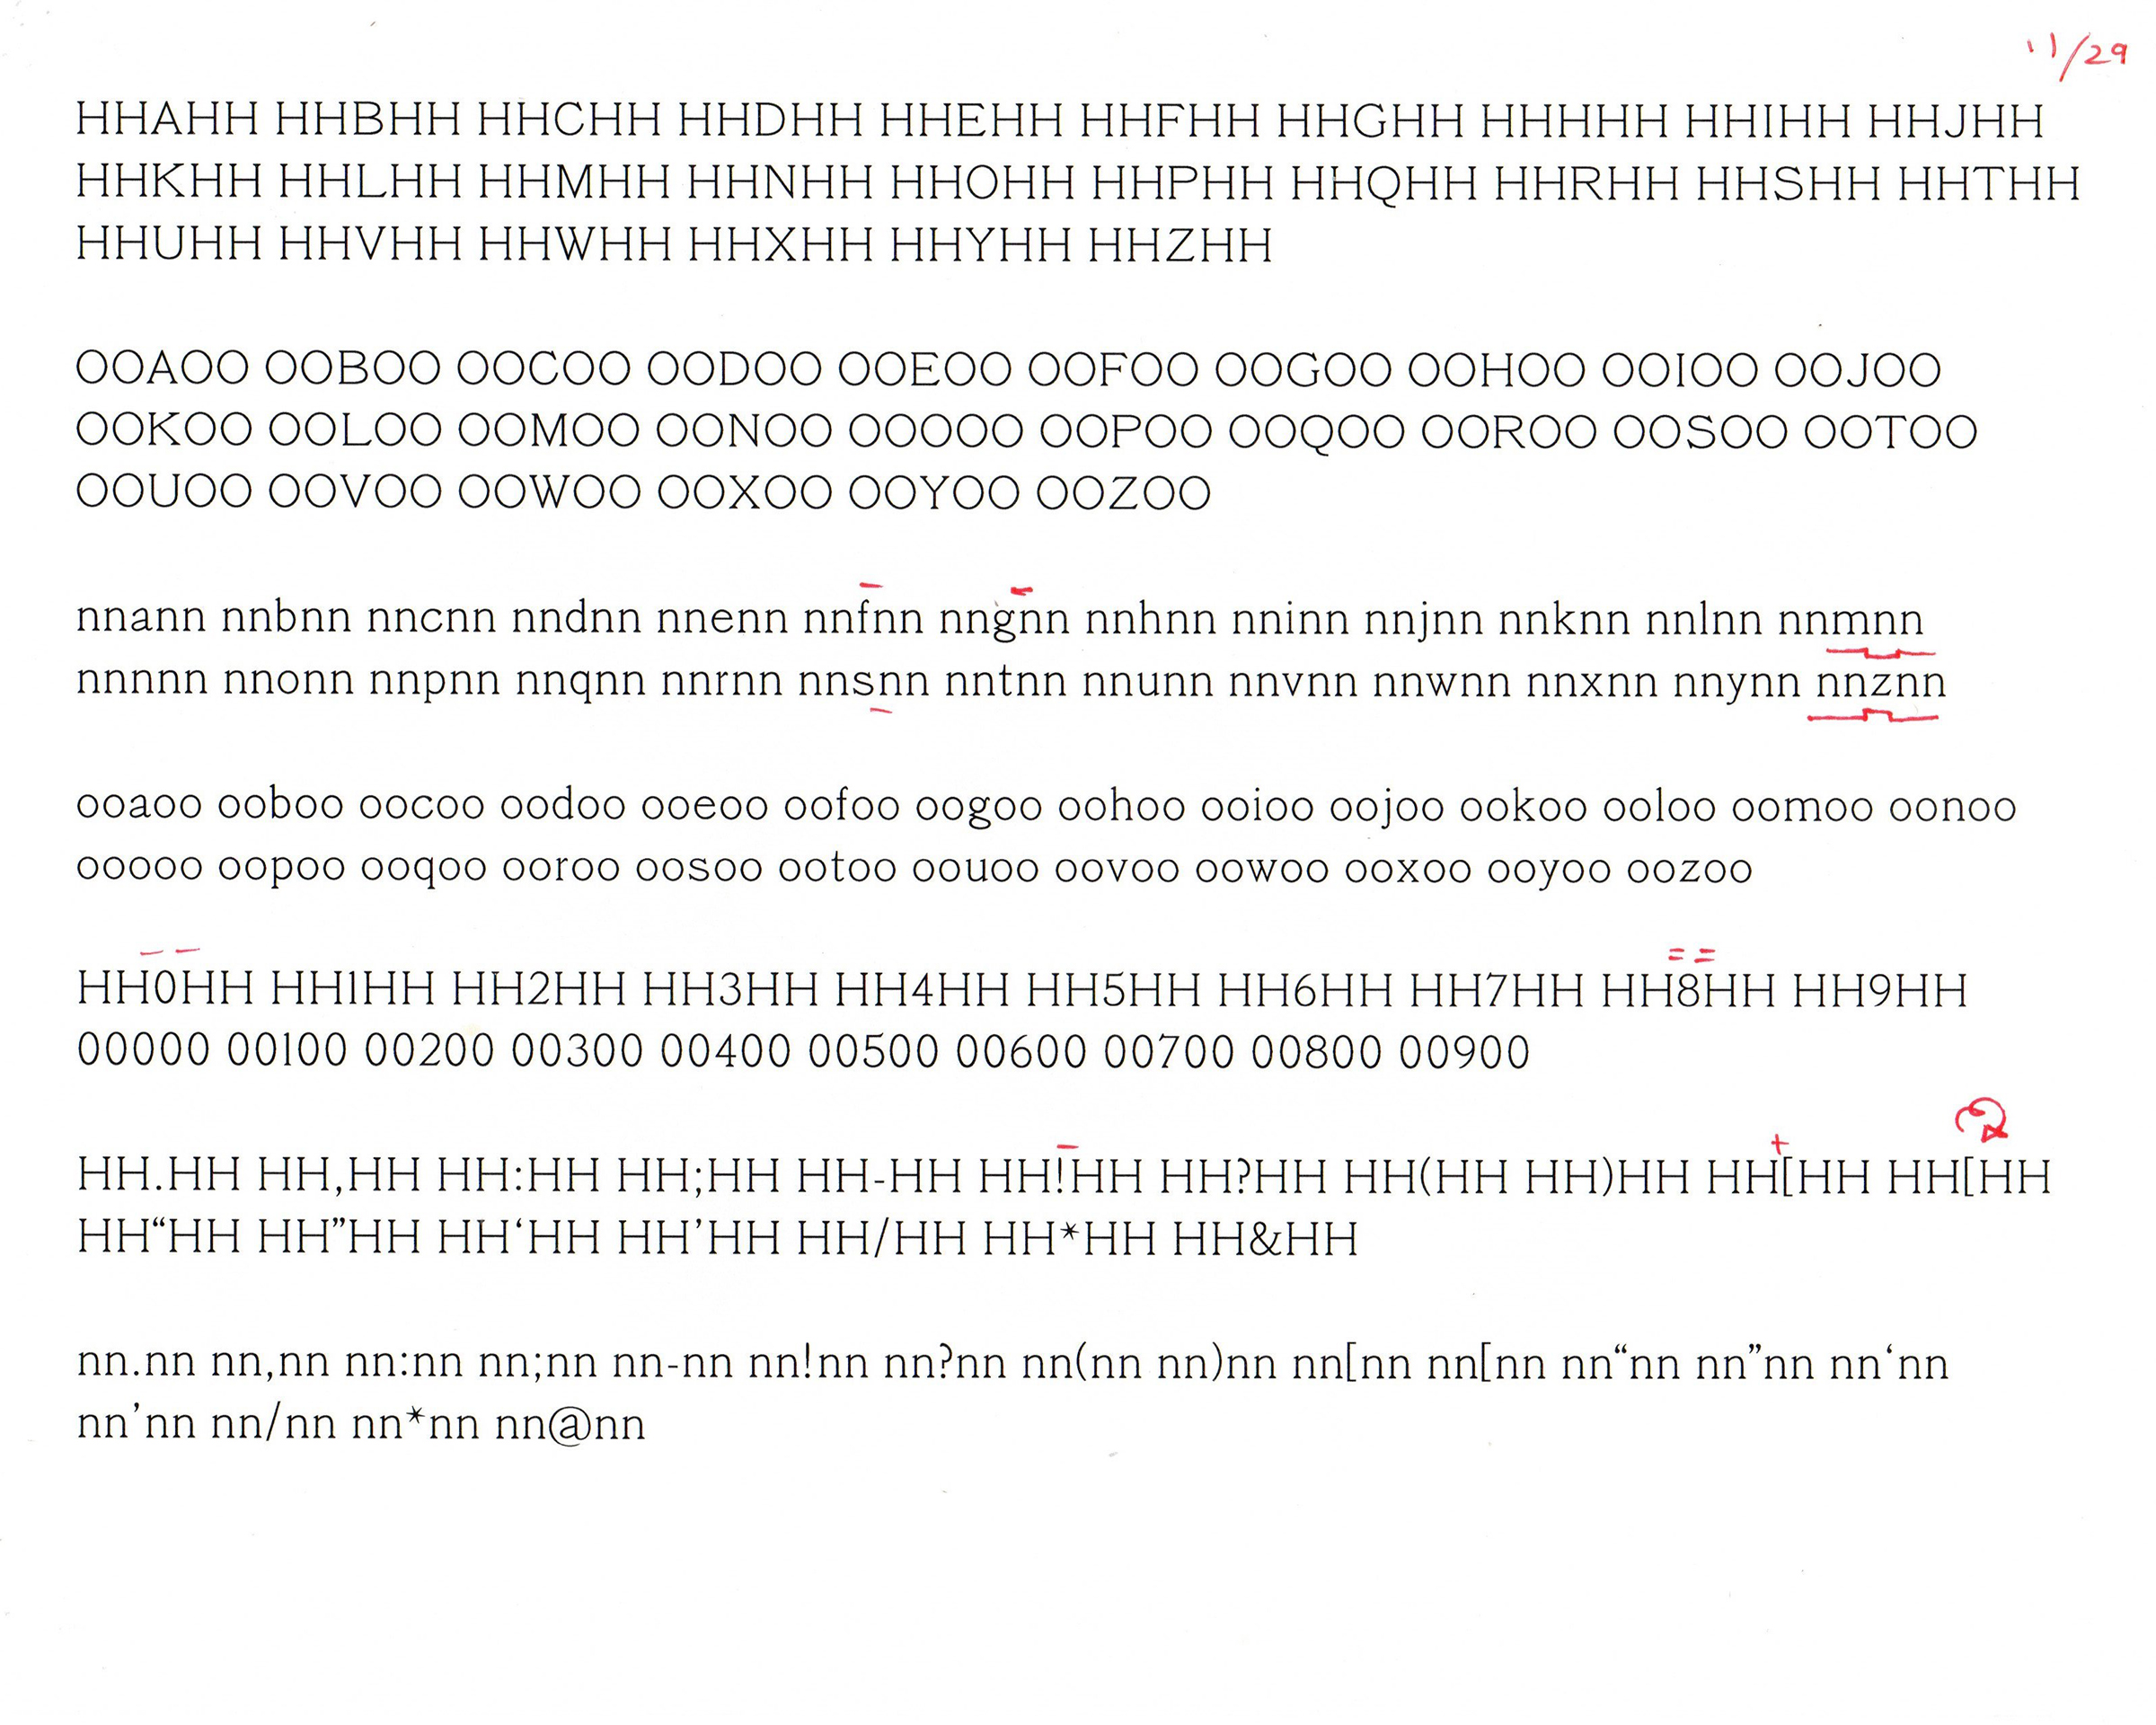 11/29
HHAHH HHBHH HHCHH HHDHH HHEHH HHFHH HHGHH HHHHH HHIHH HHJHH
HHKHH HHLHH HHMHH HHNHH HHOHH HHPHH HHQHH HHRHH HHSHH HHTHH
HHUHH HHVHH HHWHH HHXHH HHYHH HHZHH
OOAOO OOBOO OOCOO OODOO OOEOO OOFOO OOGOO OOHOO OOIOO OOJOO
OOKOO OOLOO OOMOO OONOO OOOOO OOPOO OOQOO OOROO OOSOO OOTOO
OOUOO OOVOO OOWOO OOXOO OOYOO OOZOO
nnann nnbnn nncnn nndnn nnenn nnfnn nngnn nnhnn nninn nnjnn nnknn nnlnn nnmnn
nnnnn nnonn nnpnn nnqnn nnrnn nnsnn nntnn nnunn nnvnn nnwnn nnxnn nnynn nnznn
ooaoo ooboo oocoo oodoo ooeoo oofoo oogoo oohoo ooioo oojoo ookoo ooloo oomoo oonoo
ooooo oopoo ooqoo ooroo oosoo ootoo oouoo oovoo oowoo ooxoo ooyoo oozoo
HH0HH HH1HH HH2HH HH3HH HH4HH HH5HH HH6HH HH7HH HH8HH HH9HH
00000 00100 00200 00300 00400 00500 00600 00700 00800 00900
HH.HH HH,HH HH:HH HH;HH HH-HH HH!HH HH?HH HH(HH HH)HH HH[HH HH[HH
HH“HH HH”HH HH‘HH HH’HH HH/HH HH*HH HH&HH
nn.nn nn,nn nn:nn nn;nn nn-nn nn!nn nn?nn nn(nn nn)nn nn[nn nn[nn nn“nn nn”nn nn‘nn
nn’nn nn/nn nn*nn nn@nn